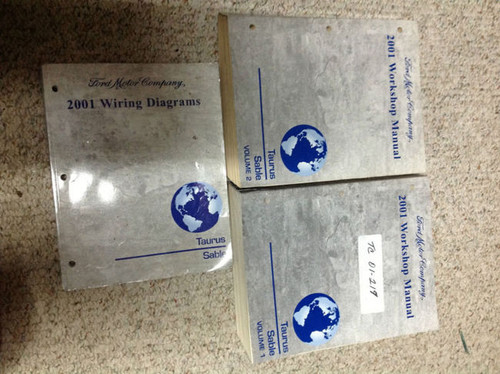 Ford Motor Company,
2001 Wiring Diagrams
Taurus
Sable
Ford Motor Company,
2001 Workshop Manual
Taurus
Sable
VOLUME 2
Ford Motor Company,
2001 Workshop Manual
TC 01-219
Taurus
Sable
VOLUME 1